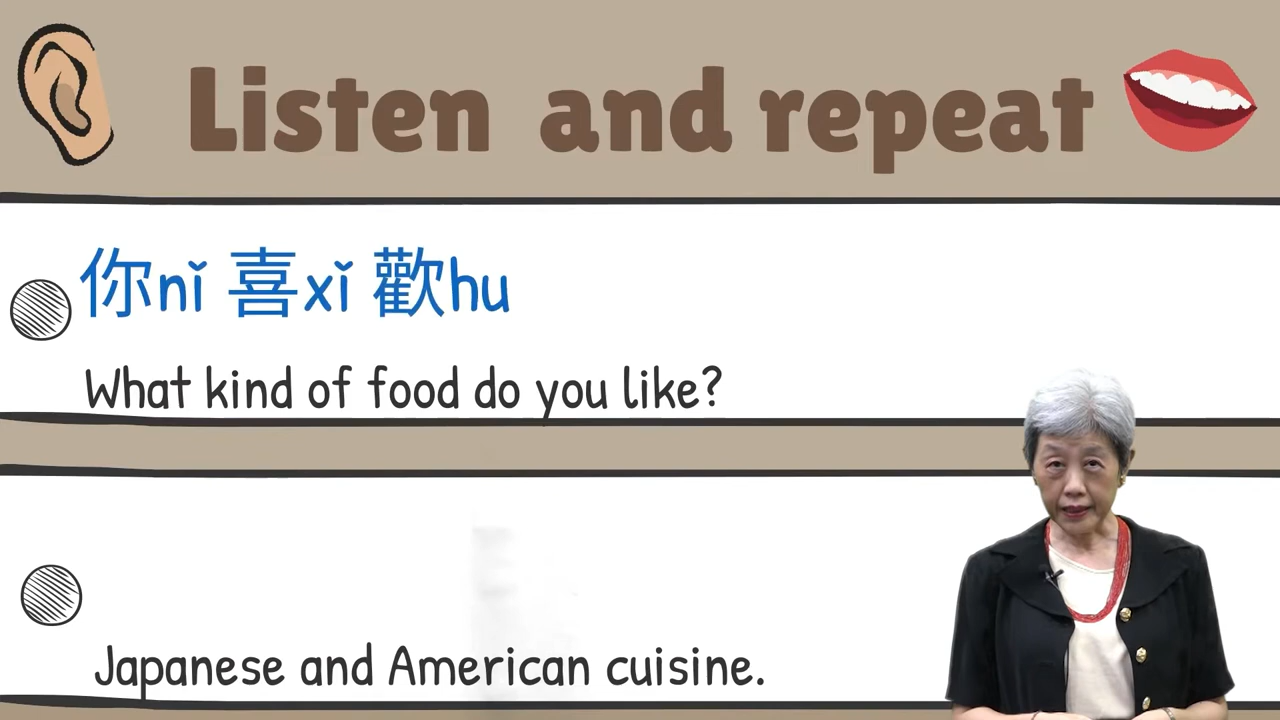 Listen and repeat
你nǐ 喜xǐ 歡hu
What kind of food do you like?
Japanese and American cuisine.